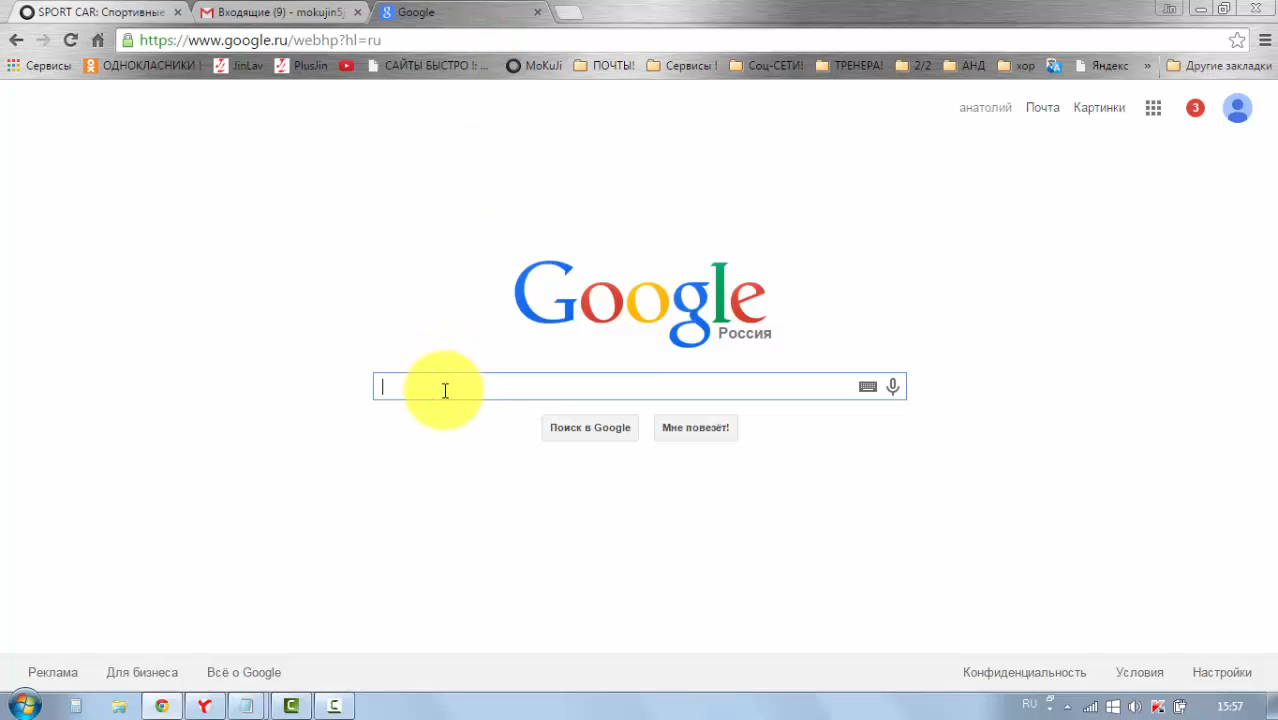 SPORT CAR: Спортивные
Входящие (9) - mokujin5j
Google
Jin
https://www.google.ru/webhp?hl=ru
Сервисы ОДНОКЛАСНИКИ JinLav PlusJin САЙТЫ БЫСТРО !: ... MoKuJi ПОЧТЫ! Сервисы ! Соц-СЕТИ! ТРЕНЕРА! 2/2 АНД хор Яндекс » Другие закладки
анатолий Почта Картинки 3
Google
Россия
Поиск в Google Мне повезёт!
Реклама Для бизнеса Всё о Google Конфиденциальность Условия Настройки
RU 15:57